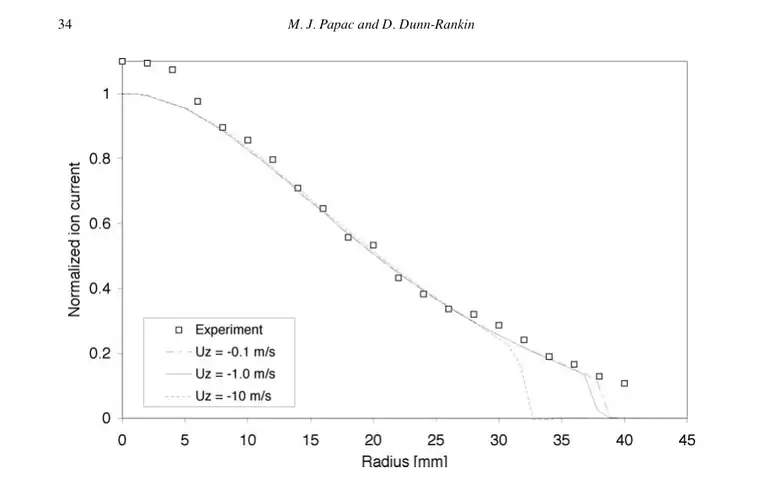 34
M. J. Papac and D. Dunn-Rankin
Normalized ion current
1
0.8
0.6
0.4
0.2
0
Experiment
Uz = -0.1 m/s
Uz = -1.0 m/s
Uz = -10 m/s
0 5 10 15 20 25 30 35 40 45
Radius [mm]